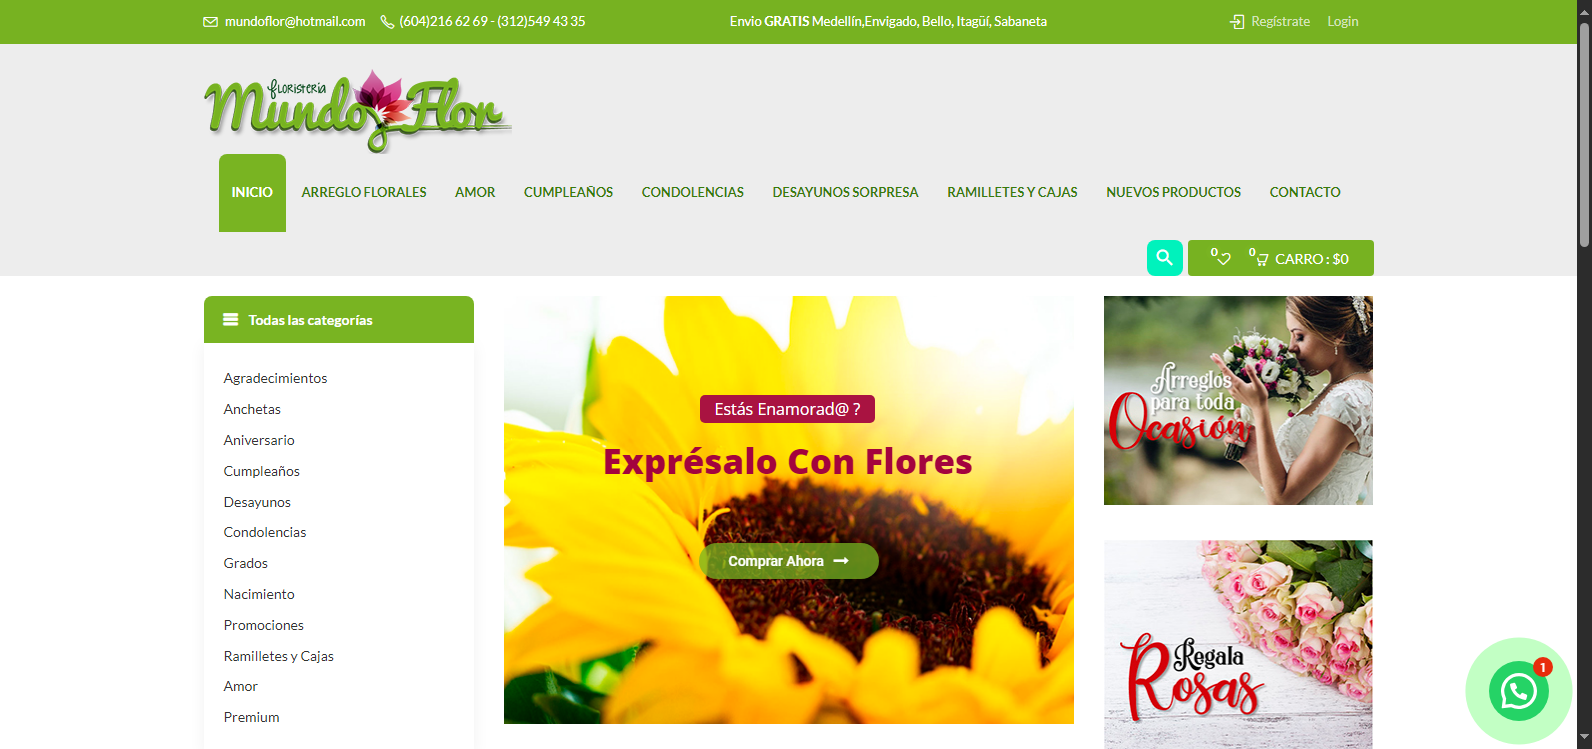 mundoflor@hotmail.com
(604)216 62 69 - (312)549 43 35
Envio GRATIS Medellín,Envigado, Bello, Itagüí, Sabaneta
Regístrate
Login
floristeria
Mundo Flor
INICIO
ARREGLO FLORALES
AMOR
CUMPLEAÑOS
CONDOLENCIAS
DESAYUNOS SORPRESA
RAMILLETES Y CAJAS
NUEVOS PRODUCTOS
CONTACTO
0
0
CARRO : $0
Todas las categorías
Agradecimientos
Anchetas
Aniversario
Cumpleaños
Desayunos
Condolencias
Grados
Nacimiento
Promociones
Ramilletes y Cajas
Amor
Premium
Estás Enamorad@ ?
Exprésalo Con Flores
Comprar Ahora
Arreglos
para toda
Ocasión
Regala
Rosas
1